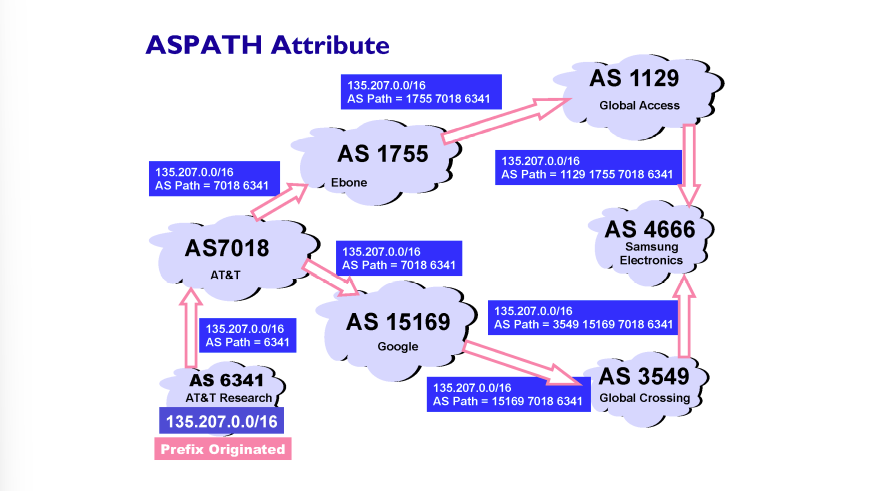 ASPATH Attribute
135.207.0.0/16
AS Path = 1755 7018 6341
AS 1129
Global Access
135.207.0.0/16
AS Path = 7018 6341
AS 1755
Ebone
135.207.0.0/16
AS Path = 1129 1755 7018 6341
AS7018
AT&T
135.207.0.0/16
AS Path = 7018 6341
AS 4666
Samsung
Electronics
135.207.0.0/16
AS Path = 6341
AS 15169
Google
135.207.0.0/16
AS Path = 3549 15169 7018 6341
AS 6341
AT&T Research
135.207.0.0/16
Prefix Originated
135.207.0.0/16
AS Path = 15169 7018 6341
AS 3549
Global Crossing